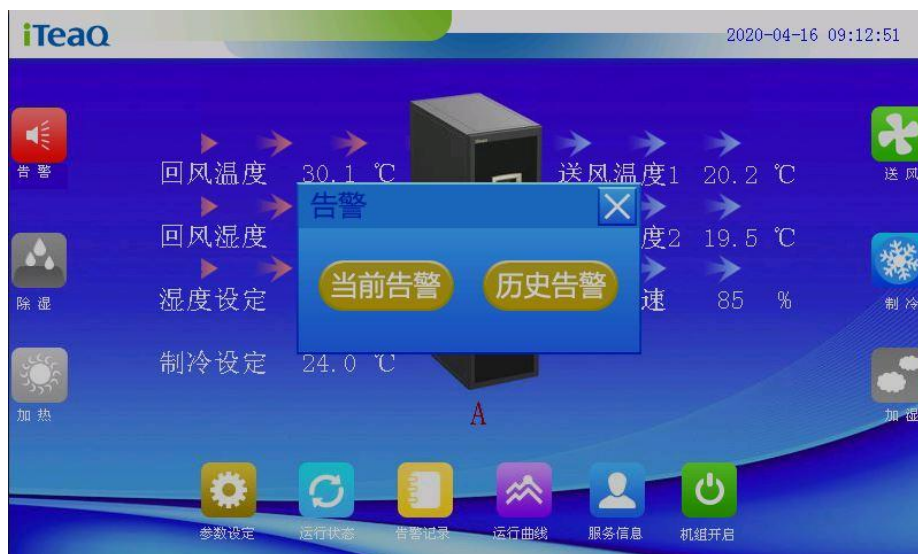 iTeaQ
2020-04-16 09:12:51
告警
回风温度 30.1 ℃
送风温度1 20.2 ℃
送风
告警
回风湿度
度2 19.5 ℃
当前告警 历史告警
除湿
湿度设定
速 85 %
制冷
制冷设定 24.0 ℃
加热
A
加湿
参数设定 运行状态 告警记录 运行曲线 服务信息 机组开启